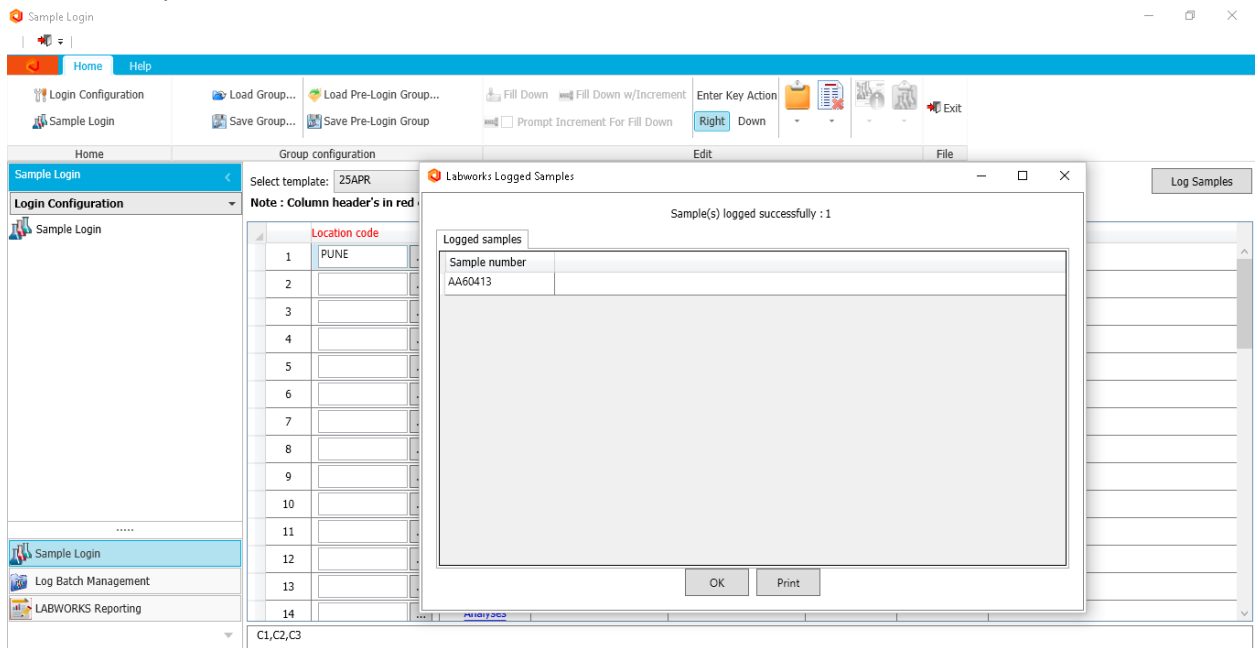 Sample Login
Home Help
Login Configuration
Sample Login
Home
Load Group...
Save Group...
Load Pre-Login Group...
Save Pre-Login Group
Group configuration
Fill Down
Fill Down w/Increment
Prompt Increment For Fill Down
Enter Key Action
Right Down
Edit
Exit
File
Sample Login
Login Configuration
Sample Login
.....
Sample Login
Log Batch Management
LABWORKS Reporting
Select template: 25APR
Log Samples
Note : Column header's in red
Location code
1 PUNE
2
3
4
5
6
7
8
9
10
11
12
13
14 ... Analyses
C1,C2,C3
Labworks Logged Samples
Sample(s) logged successfully : 1
Logged samples
Sample number
AA60413
OK Print